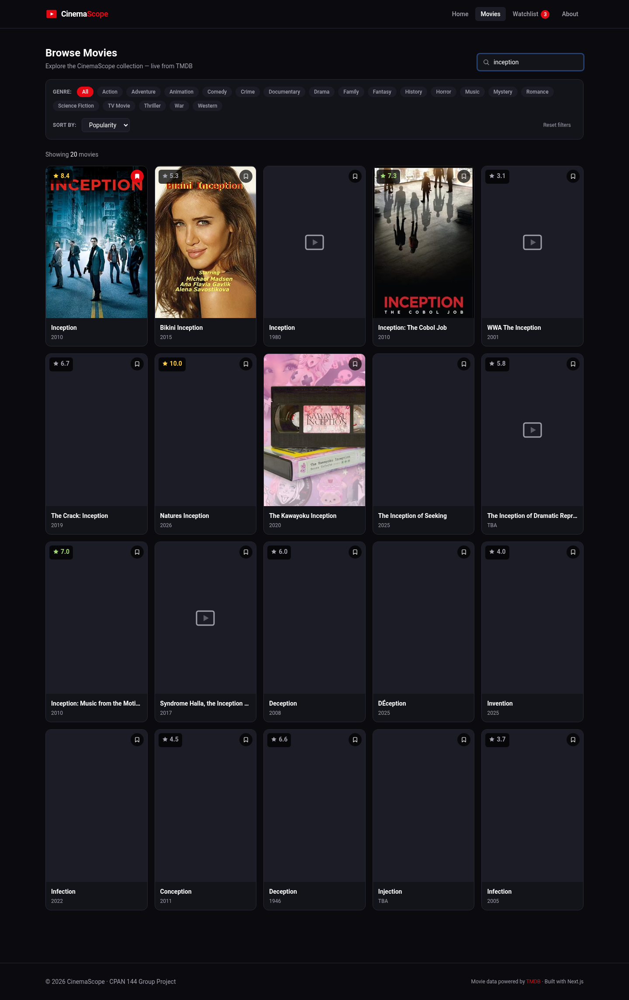 CinemaScope
Home
Movies
Watchlist 3
About
Browse Movies
Explore the CinemaScope collection — live from TMDB
inception
GENRE: All Action Adventure Animation Comedy Crime Documentary Drama Family Fantasy History Horror Music Mystery Romance
Science Fiction TV Movie Thriller War Western
SORT BY: Popularity
Reset filters
Showing 20 movies
8.4
INCEPTION
Inception
2010
5.3
Bikini Inception
Starring
Michael Madsen
Ana Flavia Gavlik
Alena Savostikova
Bikini Inception
2015
Inception
1980
7.3
INCEPTION
THE COBOL JOB
Inception: The Cobol Job
2010
3.1
WWA The Inception
2001
6.7
The Crack: Inception
2019
10.0
Natures Inception
2026
KAWAYOKU
INCEPTION
The Kawayoku Inception
Noura Tafeche
The Kawayoku Inception
2020
The Inception of Seeking
2025
5.8
The Inception of Dramatic Repr...
TBA
7.0
Inception: Music from the Moti...
2010
Syndrome Halla, the Inception ...
2017
6.0
Deception
2008
DÉception
2025
4.0
Invention
2025
Infection
2022
4.5
Conception
2011
6.6
Deception
1946
Injection
TBA
3.7
Infection
2005
© 2026 CinemaScope · CPAN 144 Group Project
Movie data powered by TMDB · Built with Next.js